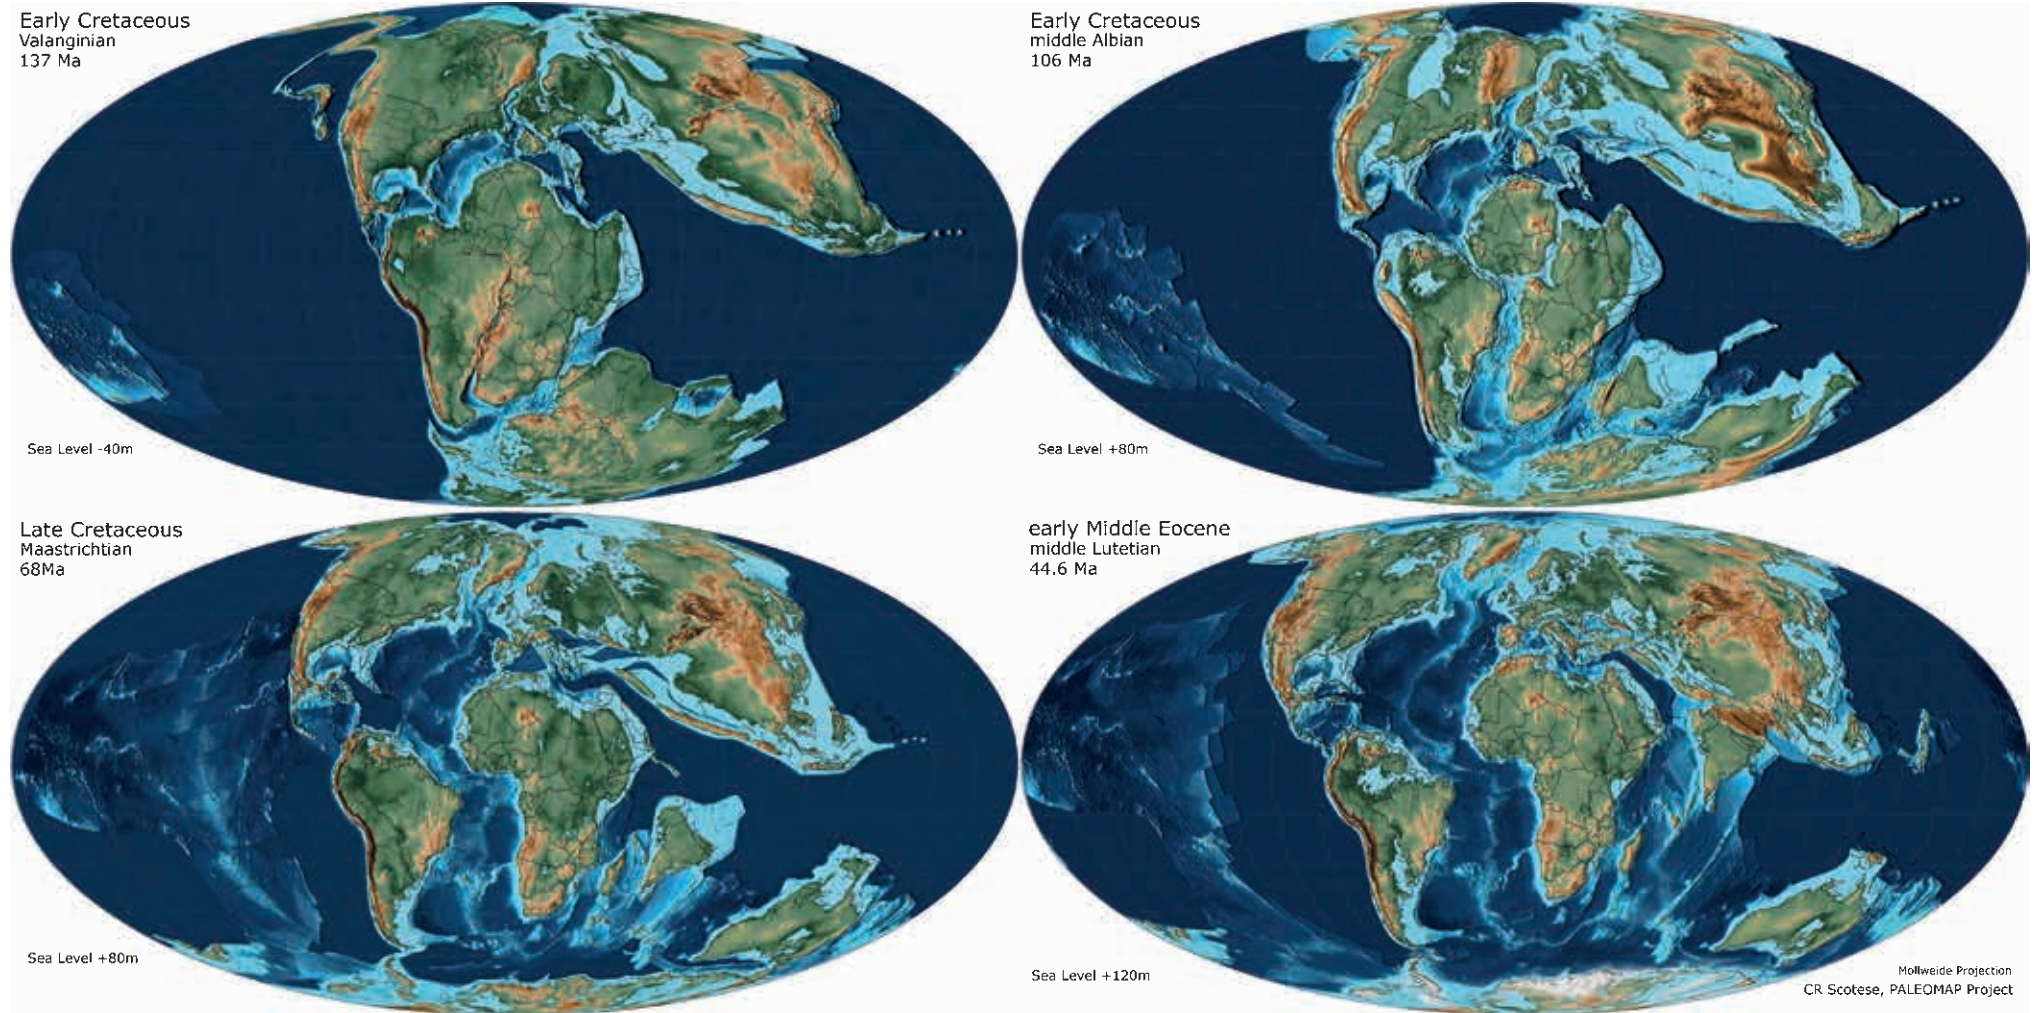 Early Cretaceous
Valanginian
137 Ma
Sea Level -40m
Early Cretaceous
middle Albian
106 Ma
Sea Level +80m
Late Cretaceous
Maastrichtian
68Ma
Sea Level +80m
early Middle Eocene
middle Lutetian
44.6 Ma
Sea Level +120m
Mollweide Projection
CR Scotese, PALEOMAP Project